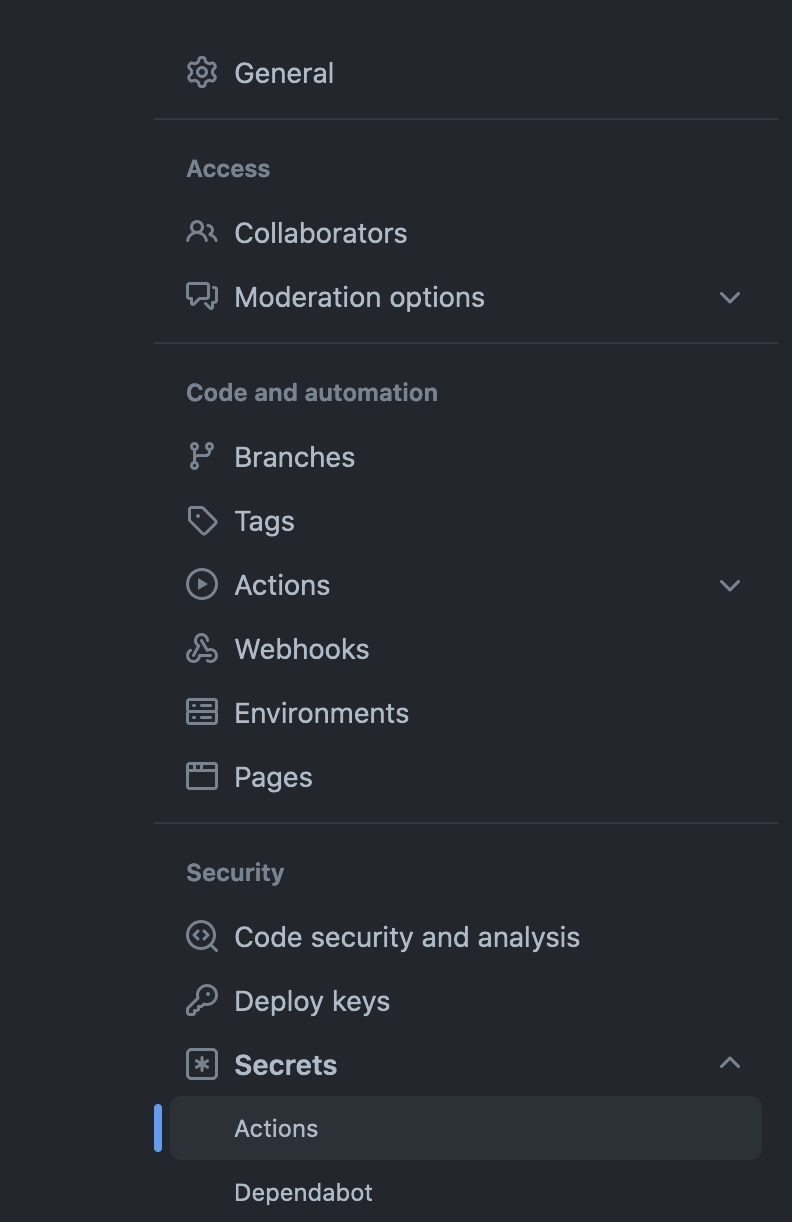 General
Access
Collaborators
Moderation options
Code and automation
Branches
Tags
Actions
Webhooks
Environments
Pages
Security
Code security and analysis
Deploy keys
Secrets
Actions
Dependabot